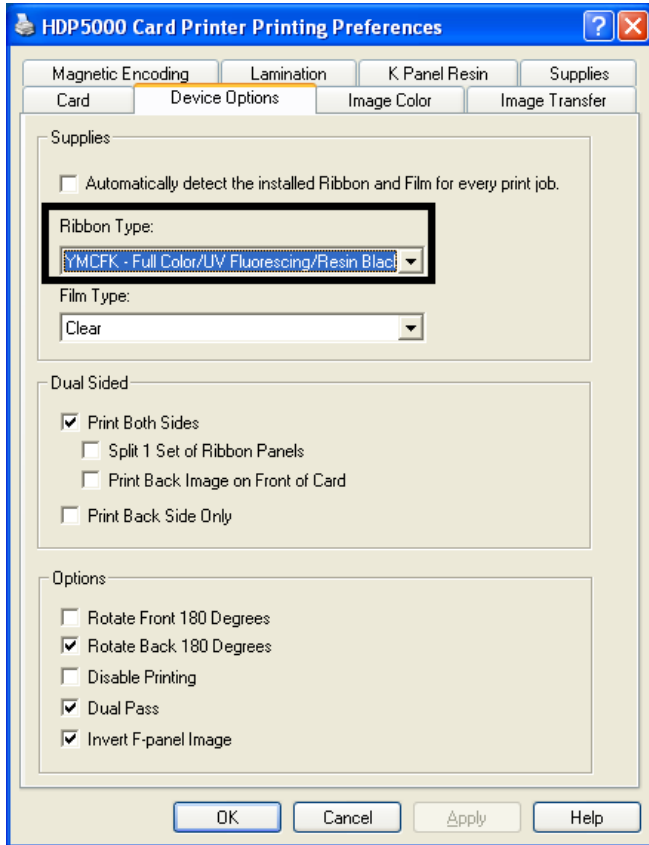 HDP5000 Card Printer Printing Preferences
Magnetic Encoding Lamination K Panel Resin Supplies
Card Device Options Image Color Image Transfer
Supplies
Automatically detect the installed Ribbon and Film for every print job.
Ribbon Type:
YMCFK - Full Color/UV Fluorescing/Resin Blac
Film Type:
Clear
Dual Sided
Print Both Sides
Split 1 Set of Ribbon Panels
Print Back Image on Front of Card
Print Back Side Only
Options
Rotate Front 180 Degrees
Rotate Back 180 Degrees
Disable Printing
Dual Pass
Invert F-panel Image
OK Cancel Apply Help